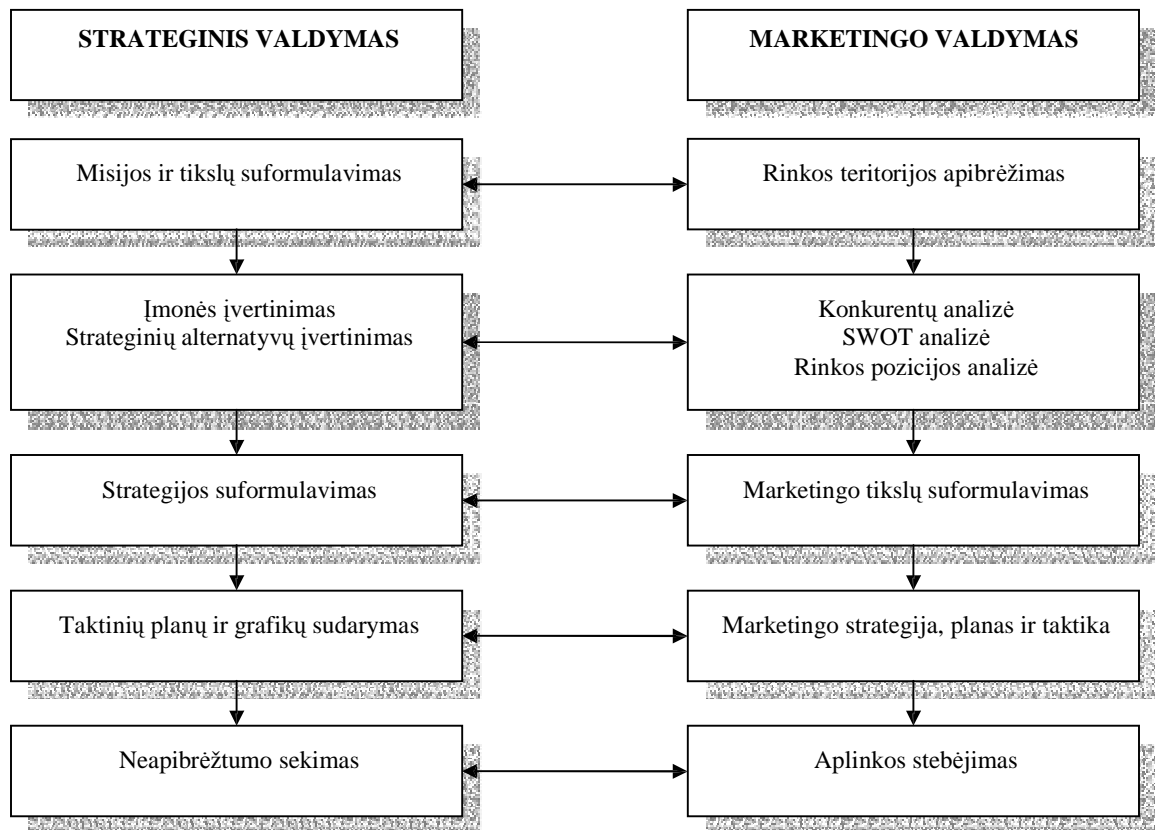 STRATEGINIS VALDYMAS
MARKETINGO VALDYMAS
Misijos ir tikslų suformulavimas
Rinkos teritorijos apibrėžimas
Įmonės įvertinimas
Strateginių alternatyvų įvertinimas
Konkurentų analizė
SWOT analizė
Rinkos pozicijos analizė
Strategijos suformulavimas
Marketingo tikslų suformulavimas
Taktinių planų ir grafikų sudarymas
Marketingo strategija, planas ir taktika
Neapibrėžtumo sekimas
Aplinkos stebėjimas